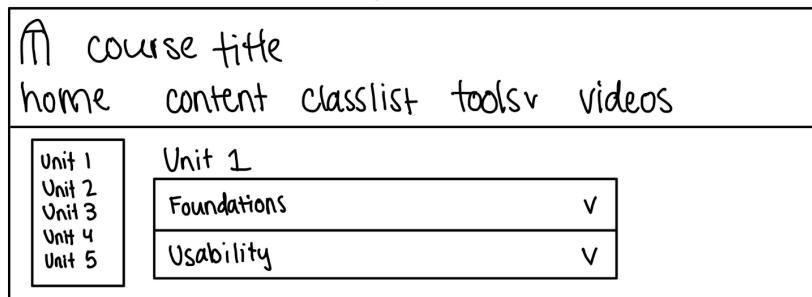 course title
home content classlist tools v videos
Unit 1
Unit 2
Unit 3
Unit 4
Unit 5
Unit 1
Foundations v
Usability v